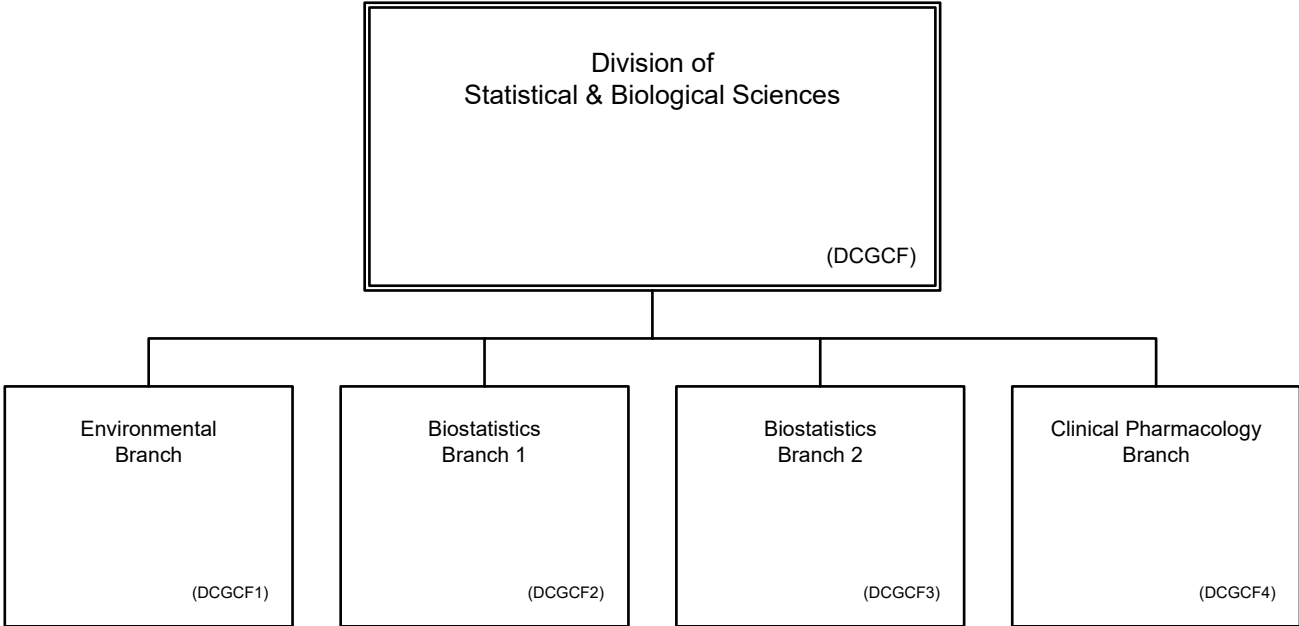 Division of
Statistical & Biological Sciences
(DCGCF)
Environmental
Branch
(DCGCF1)
Biostatistics
Branch 1
(DCGCF2)
Biostatistics
Branch 2
(DCGCF3)
Clinical Pharmacology
Branch
(DCGCF4)